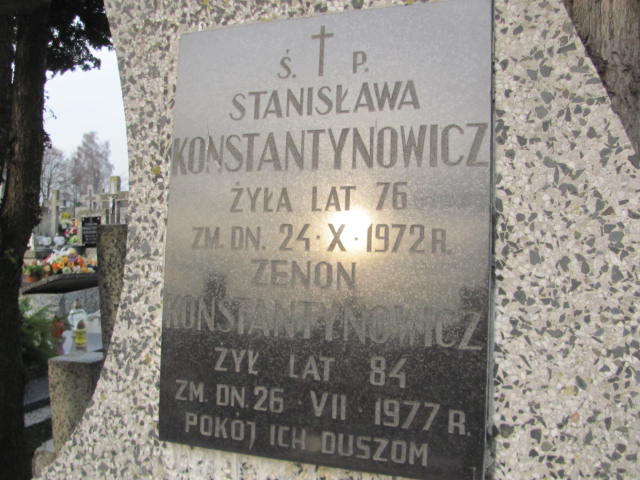 Ś. P.
STANISŁAWA
KONSTANTYNOWICZ
ŻYŁA LAT 76
ZM. DN. 24·X·1972 R.
ZENON
KONSTANTYNOWICZ
ŻYŁ LAT 84
ZM. DN. 26·VII·1977 R.
POKÓJ ICH DUSZOM